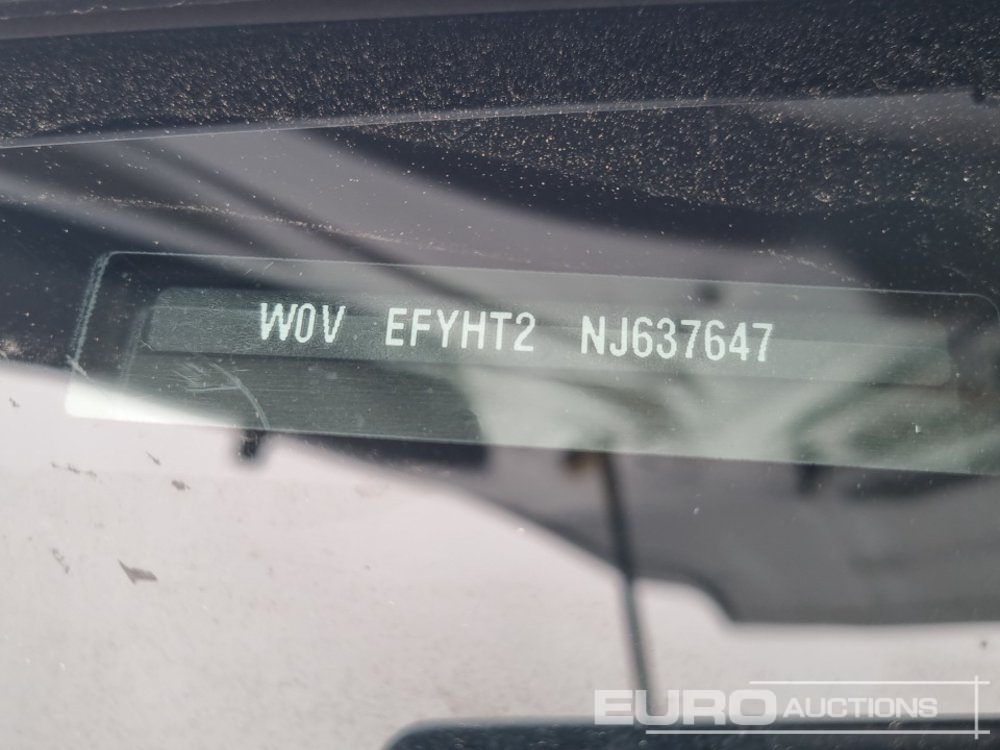 W0V EFYHT2 NJ637647
EURO AUCTIONS